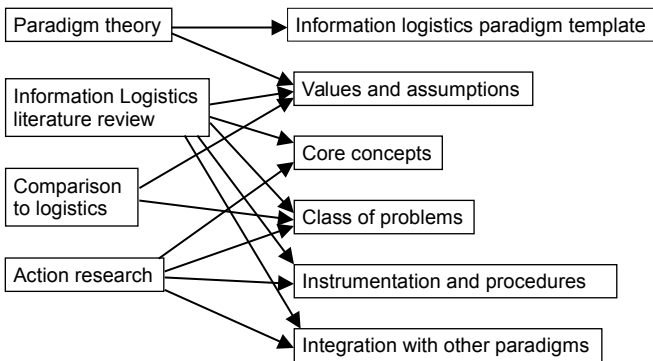 Paradigm theory
Information Logistics
literature review
Comparison
to logistics
Action research
Information logistics paradigm template
Values and assumptions
Core concepts
Class of problems
Instrumentation and procedures
Integration with other paradigms